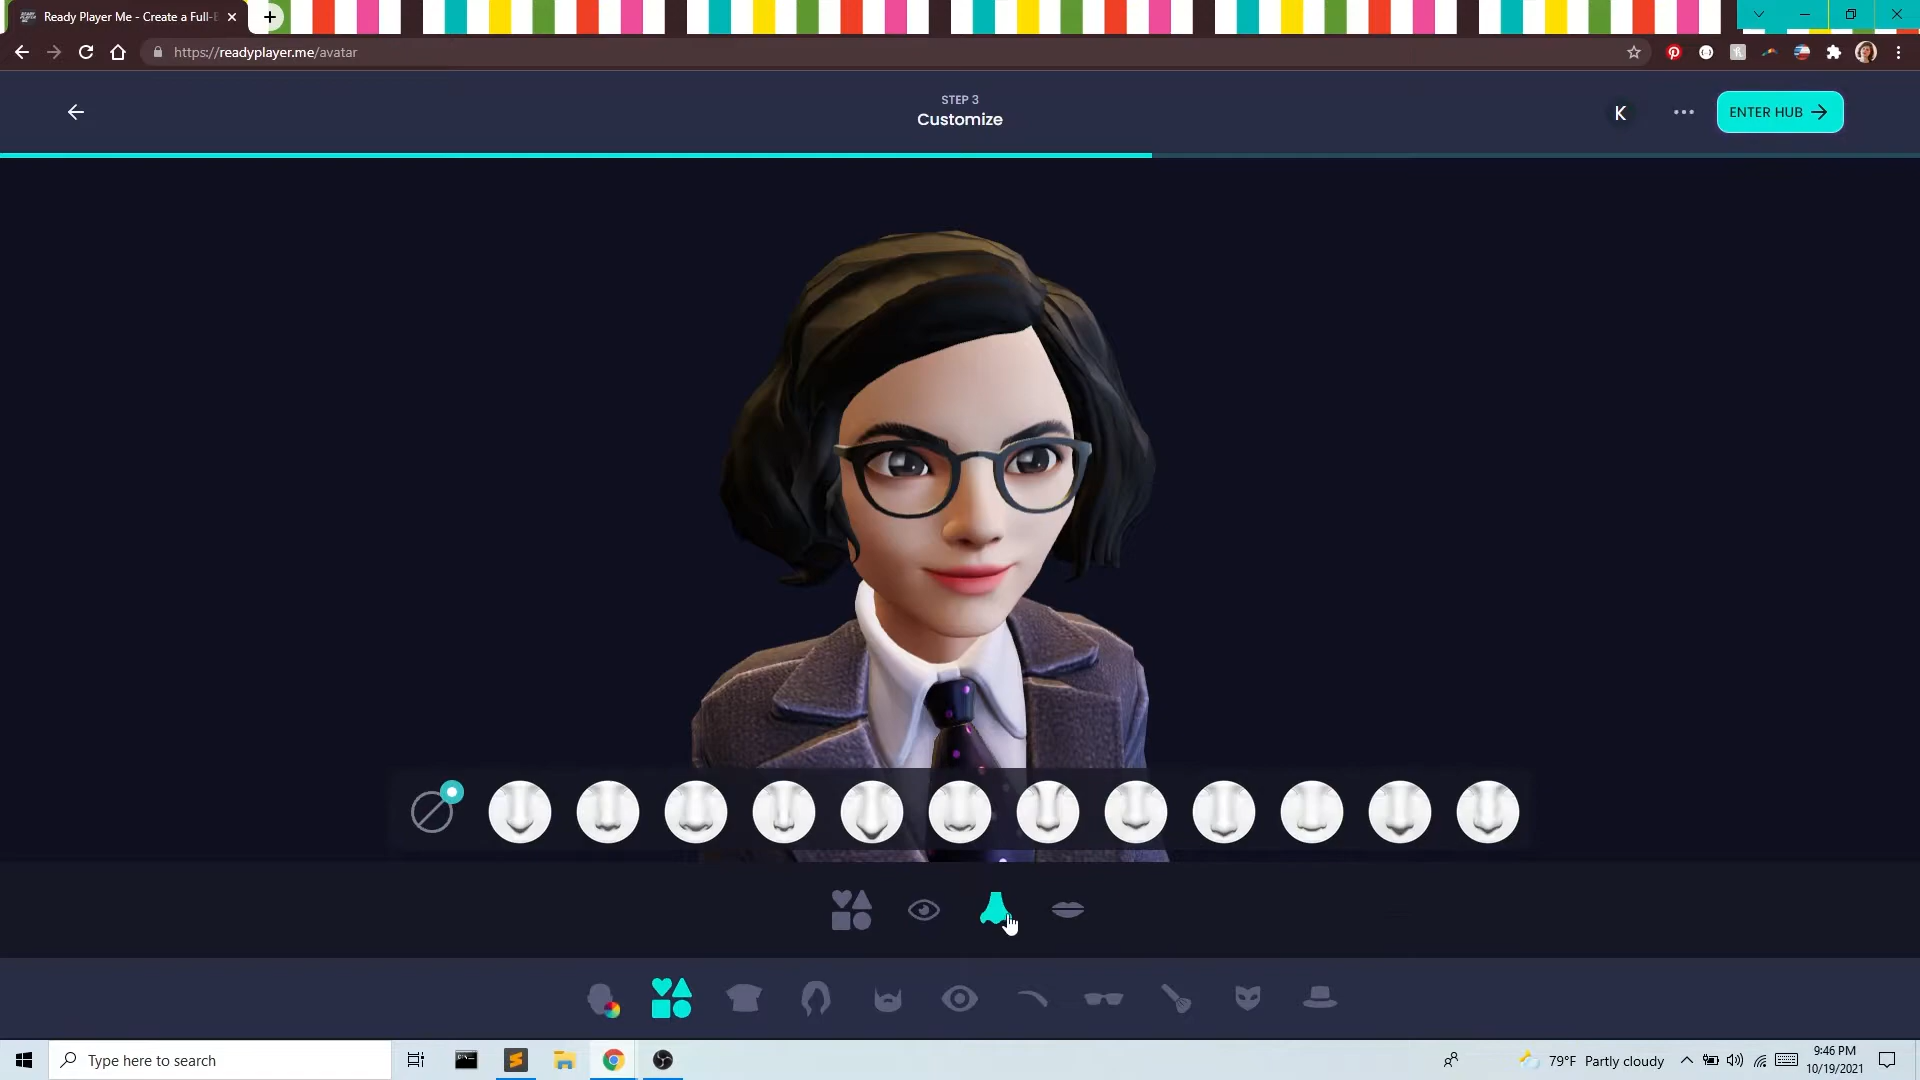 Ready Player Me - Create a Full-B
https://readyplayer.me/avatar
STEP 3
Customize
K
ENTER HUB
Type here to search
79°F Partly cloudy
9:46 PM
10/19/2021